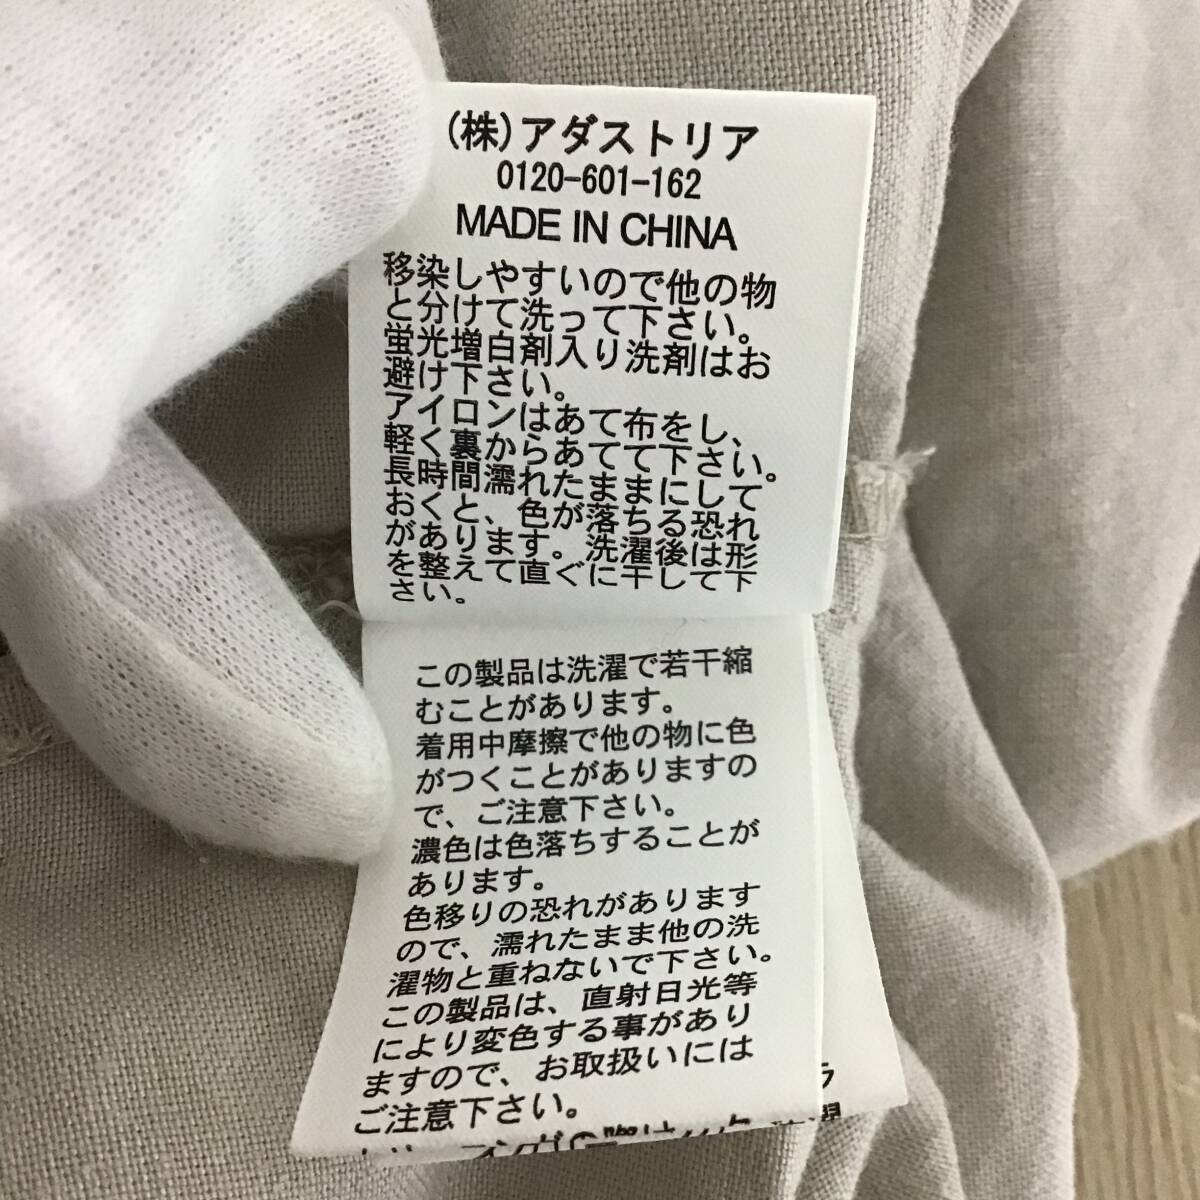 (株)アダストリア
0120-601-162
MADE IN CHINA
移染しやすいので他の物
と分けて洗って下さい。
蛍光増白剤入り洗剤はお
避け下さい。
アイロンはあて布をし、
軽く裏からあてて下さい。
長時間濡れたままにして
おくと、色が落ちる恐れ
があります。洗濯後は形
を整えて直ぐに干して下
さい。
この製品は洗濯で若干縮
むことがあります。
着用中摩擦で他の物に色
がつくことがありますの
で、ご注意下さい。
濃色は色落ちすることが
あります。
色移りの恐れがあります
ので、濡れたまま他の洗
濯物と重ねないで下さい。
この製品は、直射日光等
により変色する事があり
ますので、お取扱いには
ご注意下さい。